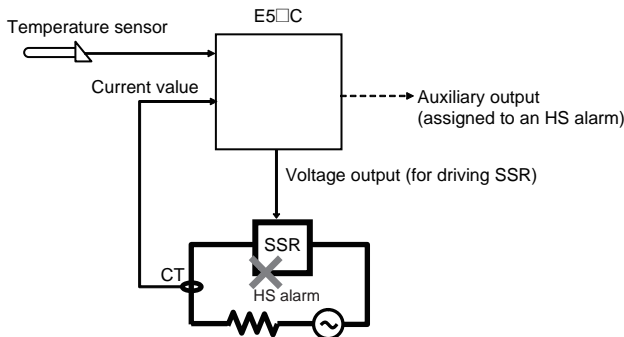 E5□C
Temperature sensor
Current value
Auxiliary output
(assigned to an HS alarm)
Voltage output (for driving SSR)
SSR
CT
HS alarm